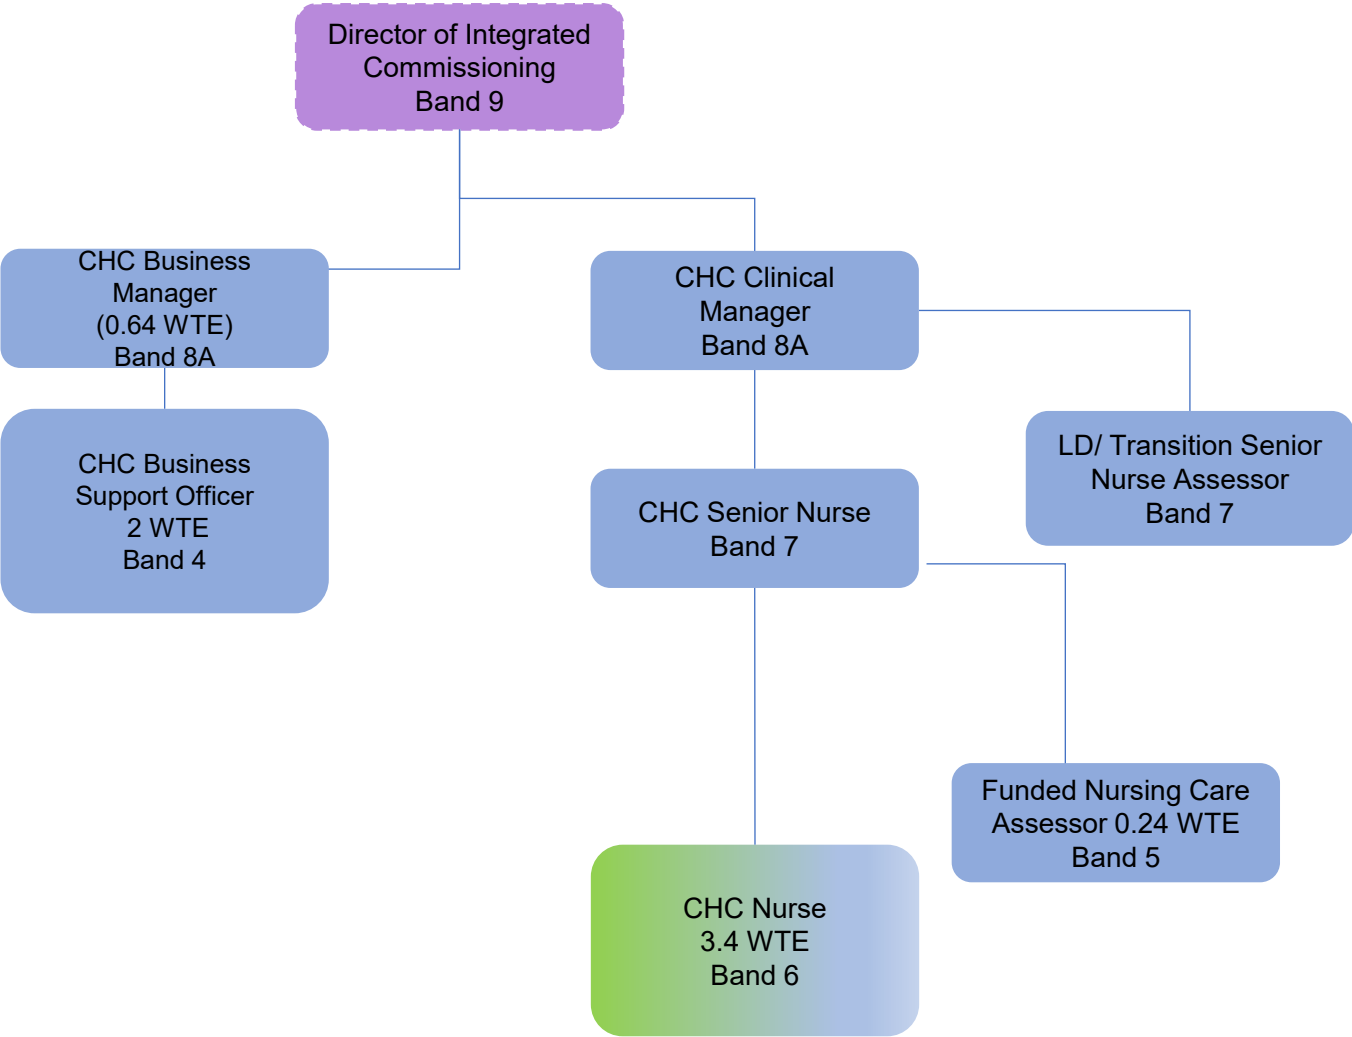 Director of Integrated
Commissioning
Band 9
CHC Business
Manager
(0.64 WTE)
Band 8A
CHC Clinical
Manager
Band 8A
CHC Business
Support Officer
2 WTE
Band 4
LD/ Transition Senior
Nurse Assessor
Band 7
CHC Senior Nurse
Band 7
Funded Nursing Care
Assessor 0.24 WTE
Band 5
CHC Nurse
3.4 WTE
Band 6